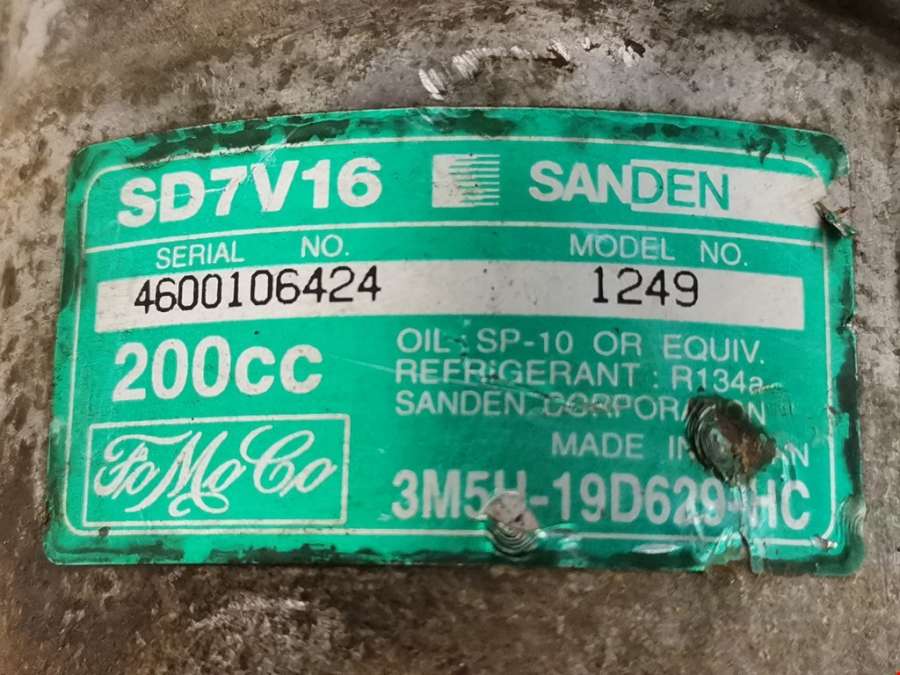 SD7V16 SANDEN
SERIAL NO. MODEL NO.
4600106424 1249
200CC
OIL : SP-10 OR EQUIV.
REFRIGERANT : R134a
SANDEN CORPORATION
MADE IN
FoMoCo
3M5H-19D629-HC